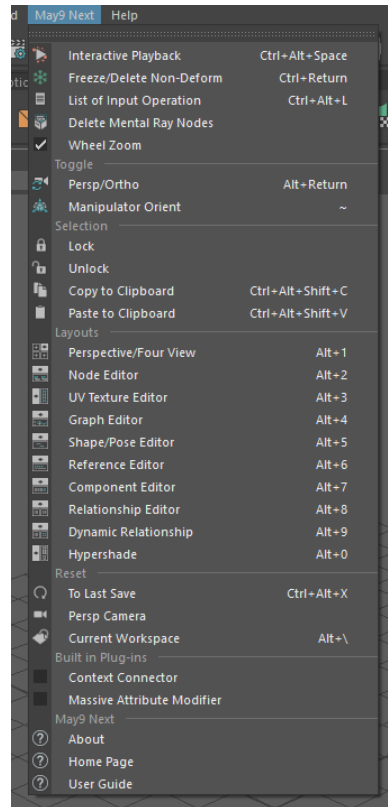 May9 Next Help
Interactive Playback Ctrl+Alt+Space
Freeze/Delete Non-Deform Ctrl+Return
List of Input Operation Ctrl+Alt+L
Delete Mental Ray Nodes
Wheel Zoom
Toggle
Persp/Ortho Alt+Return
Manipulator Orient ~
Selection
Lock
Unlock
Copy to Clipboard Ctrl+Alt+Shift+C
Paste to Clipboard Ctrl+Alt+Shift+V
Layouts
Perspective/Four View Alt+1
Node Editor Alt+2
UV Texture Editor Alt+3
Graph Editor Alt+4
Shape/Pose Editor Alt+5
Reference Editor Alt+6
Component Editor Alt+7
Relationship Editor Alt+8
Dynamic Relationship Alt+9
Hypershade Alt+0
Reset
To Last Save Ctrl+Alt+X
Persp Camera
Current Workspace Alt+\
Built in Plug-ins
Context Connector
Massive Attribute Modifier
May9 Next
About
Home Page
User Guide